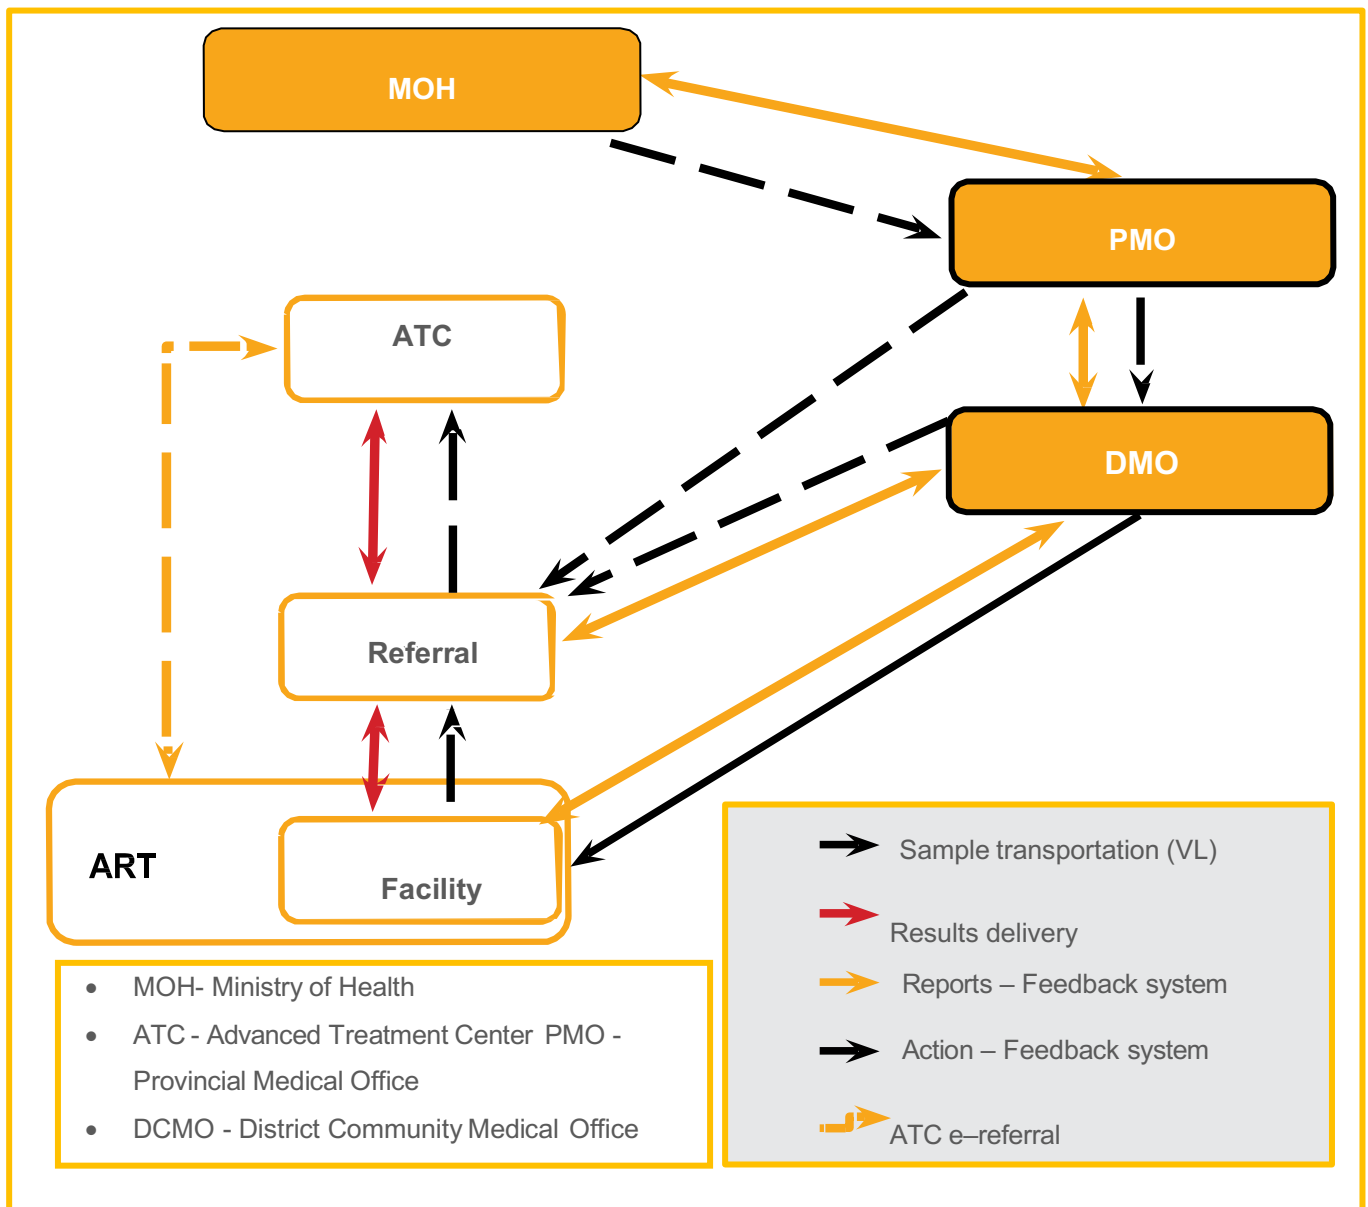 MOH
PMO
ATC
DMO
Referral
ART
Facility
Sample transportation (VL)
Results delivery
Reports – Feedback system
Action – Feedback system
ATC e–referral
• MOH- Ministry of Health
• ATC - Advanced Treatment Center PMO -
Provincial Medical Office
• DCMO - District Community Medical Office